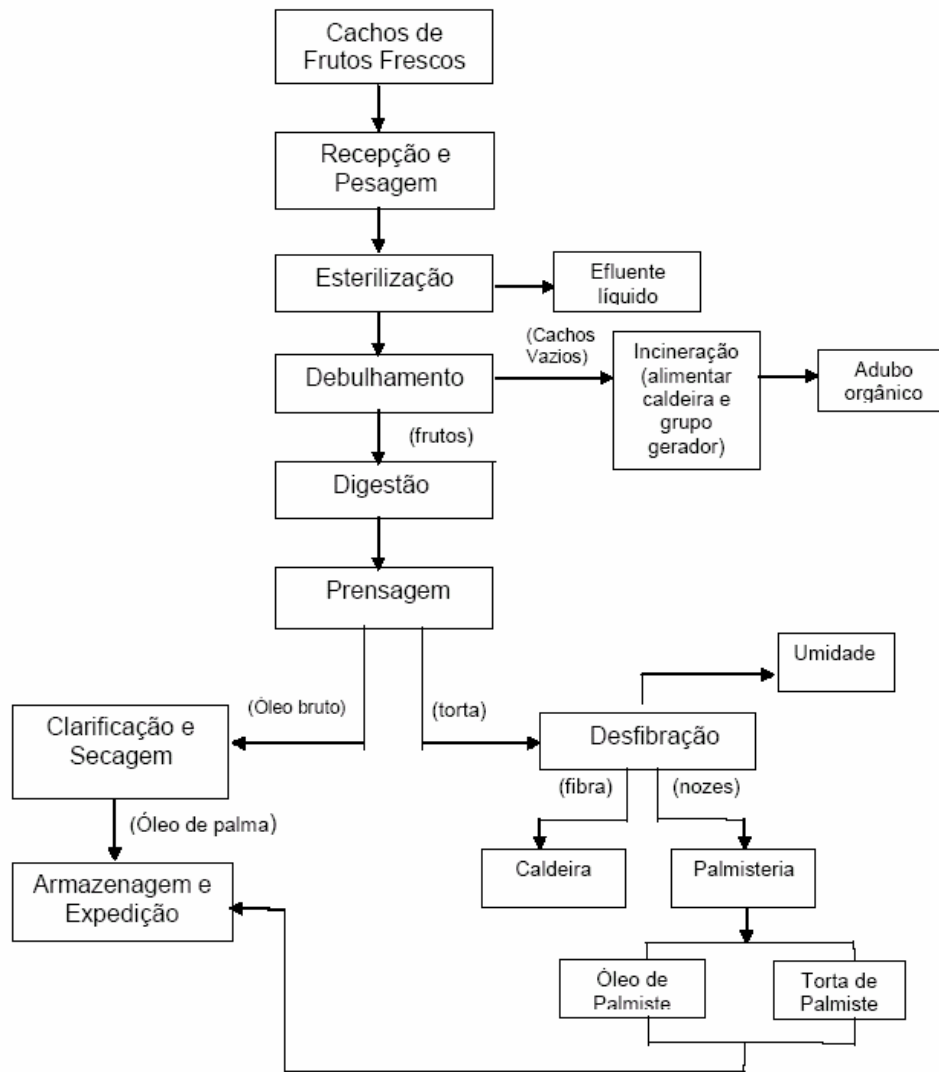 Cachos de
Frutos Frescos
Recepção e
Pesagem
Esterilização
Efluente
líquido
(Cachos
Vazios)
Debulhamento
Incineração
(alimentar
caldeira e
grupo
gerador)
Adubo
orgânico
(frutos)
Digestão
Prensagem
Umidade
(Óleo bruto)
(torta)
Clarificação e
Secagem
Desfibração
(fibra)
(nozes)
(Óleo de palma)
Caldeira
Palmisteria
Armazenagem e
Expedição
Óleo de
Palmiste
Torta de
Palmiste